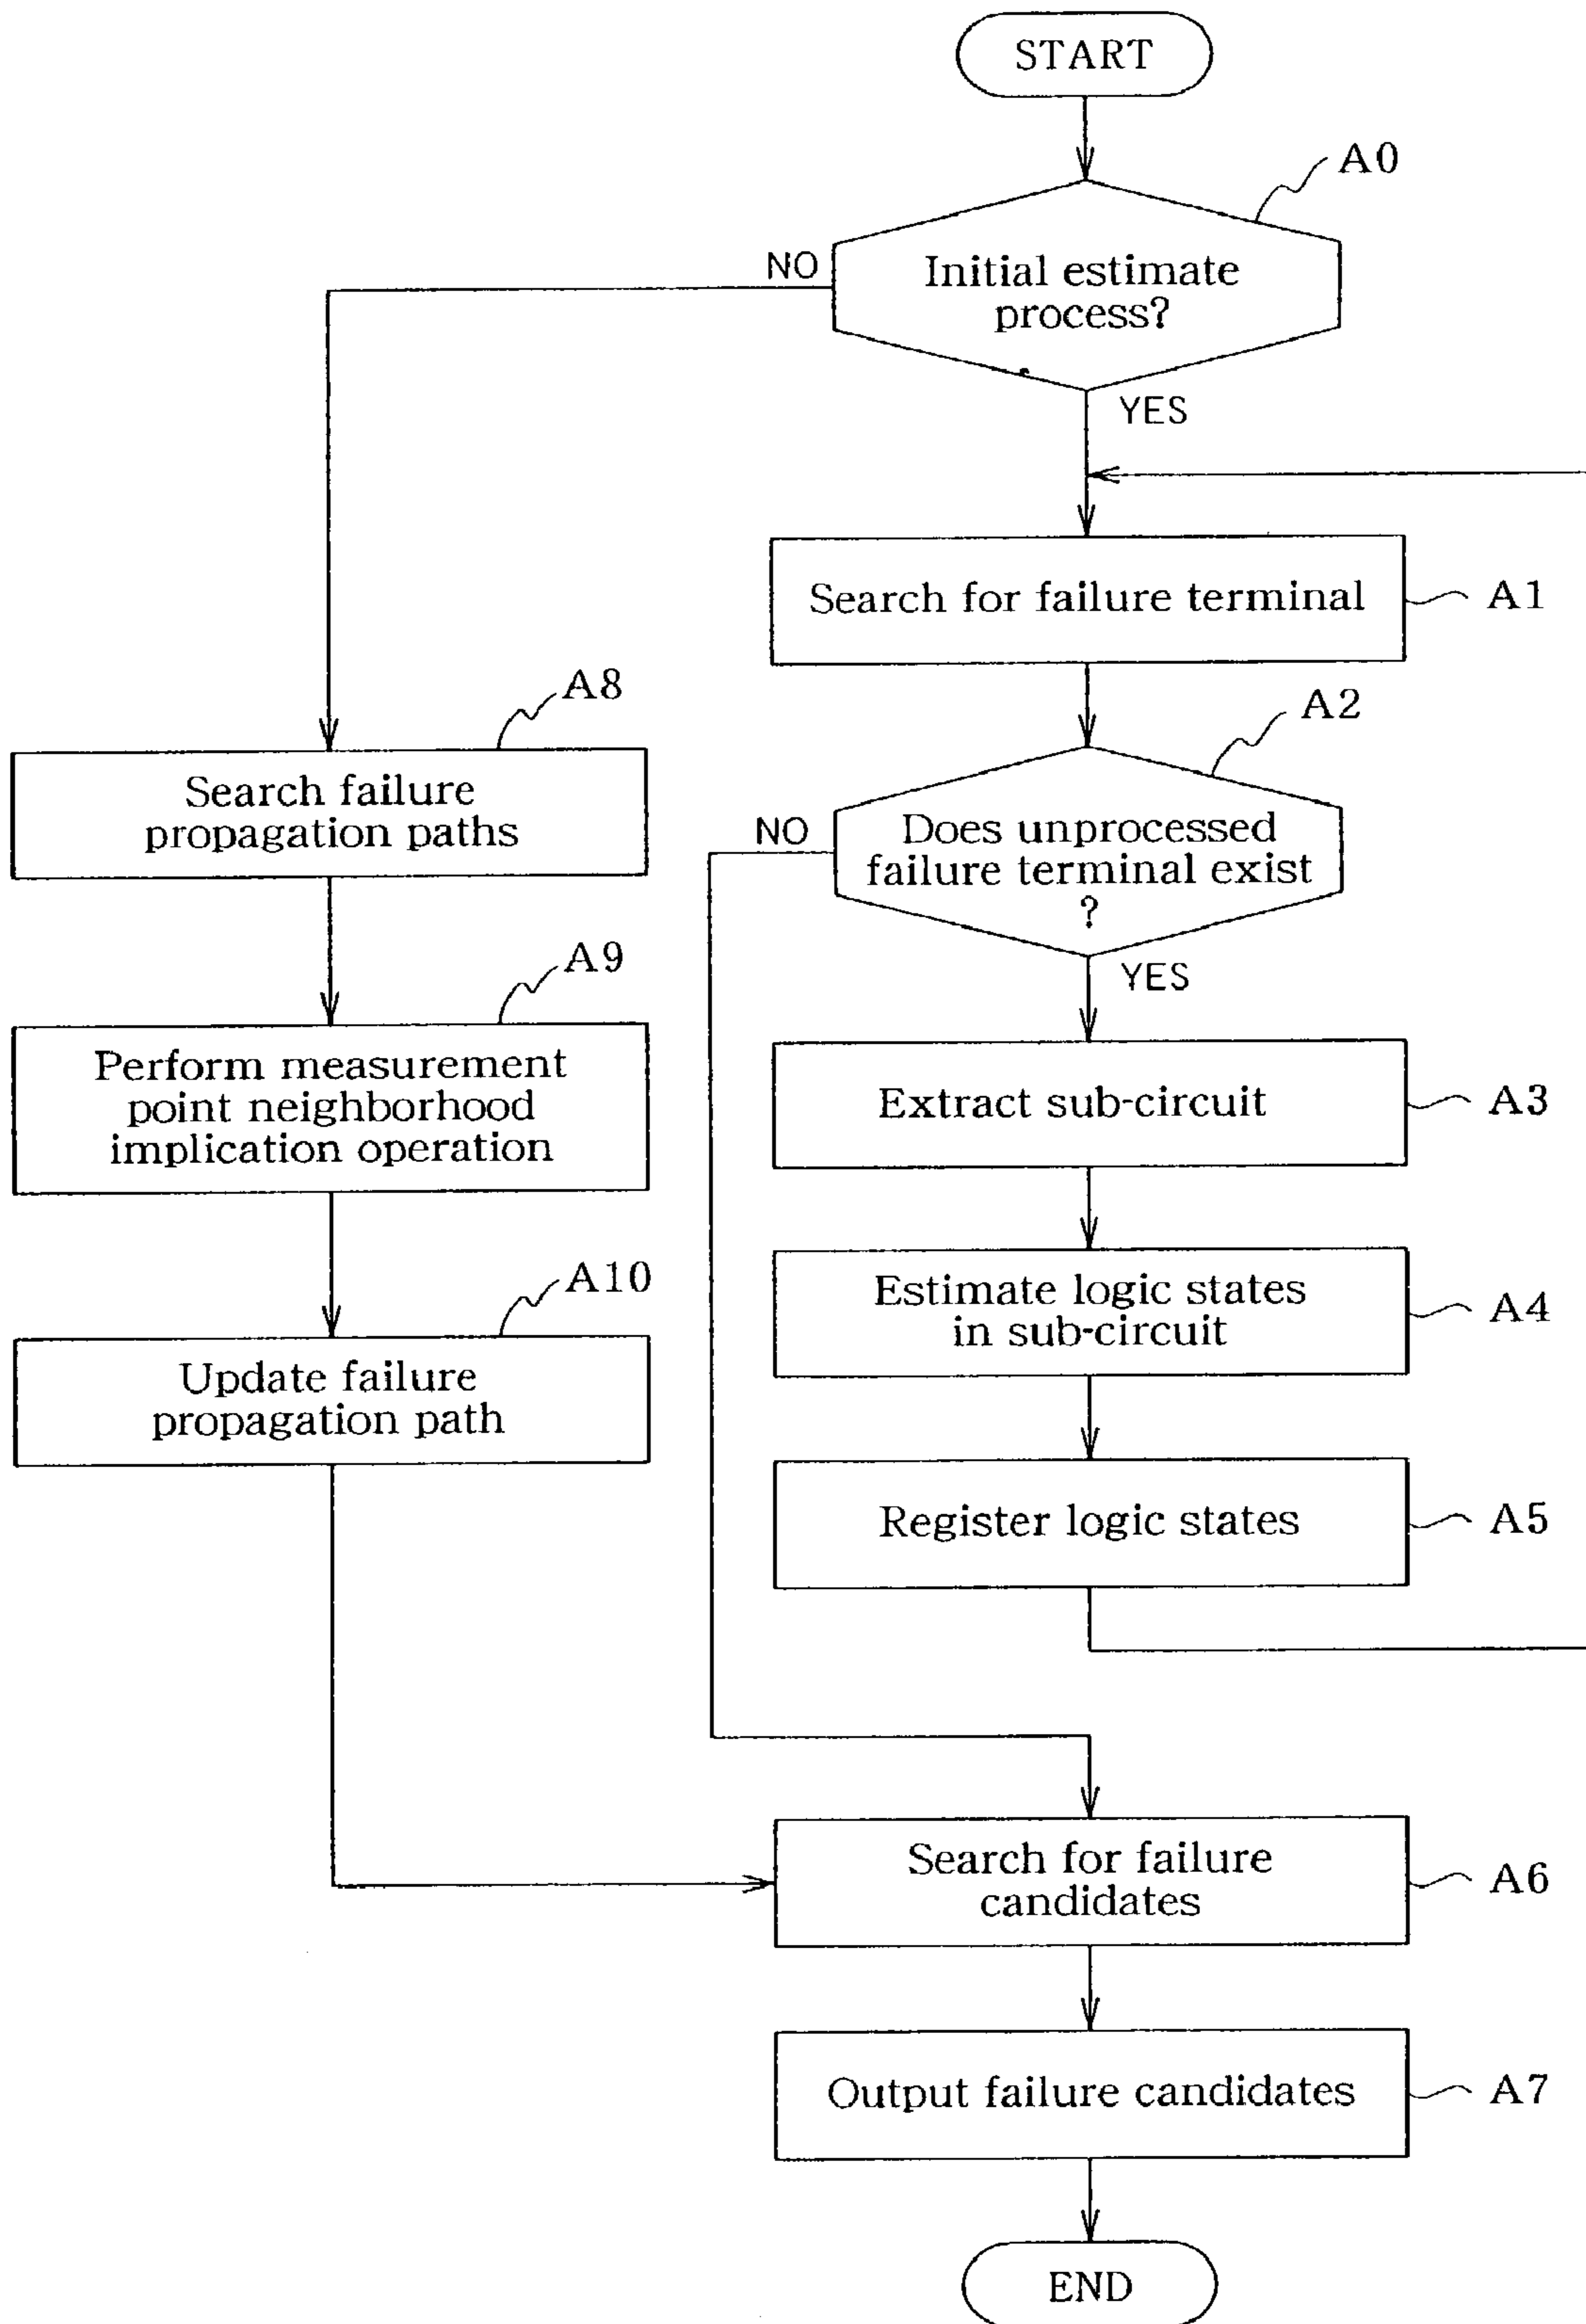 START
A0
NO
Initial estimate
process?
YES
Search for failure terminal
A1
A8
A2
Search failure
propagation paths
NO
Does unprocessed
failure terminal exist
?
YES
A9
Perform measurement
point neighborhood
implication operation
Extract sub-circuit
A3
A10
Estimate logic states
in sub-circuit
A4
Update failure
propagation path
Register logic states
A5
Search for failure
candidates
A6
Output failure candidates
A7
END